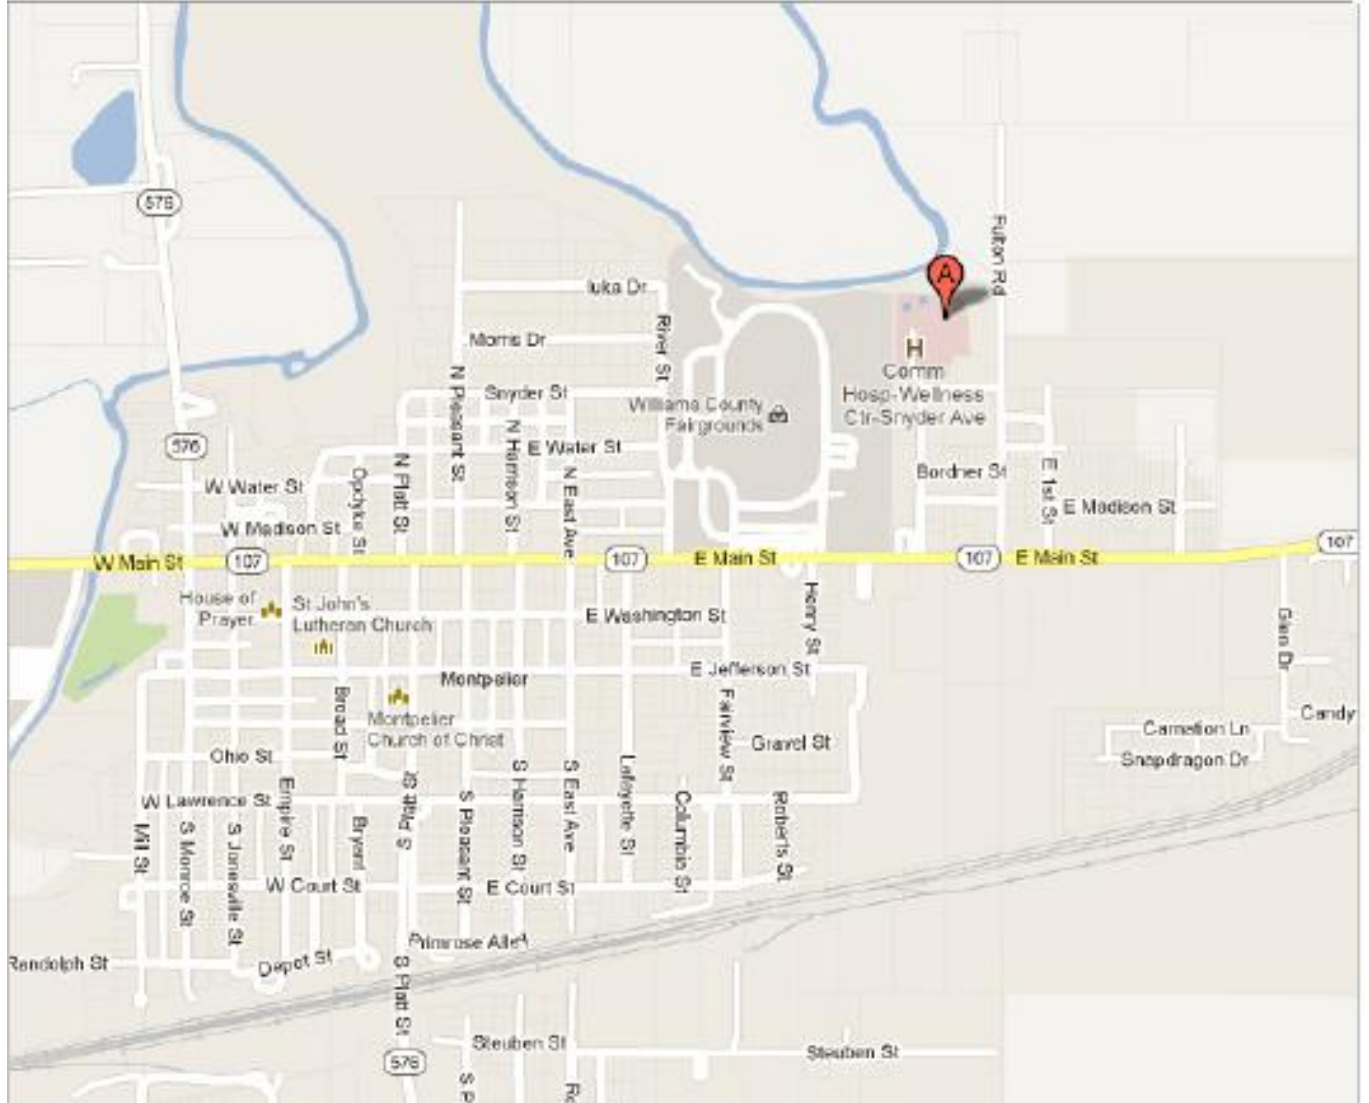 576
A
Fulton Rd
Iuka Dr
River St
Morris Dr
H
Comm
Hosp-Wellness
Ctr-Snyder Ave
N Pleasant St
Snyder St
Williams County
Fairgrounds
576
N Harrison St
E Water St
N Platt St
Opdyke St
N East Ave
Bordner St
E 1st St
W Water St
E Madison St
W Madison St
107
W Main St
107
107
E Main St
107
E Main St
House of
Prayer
St John's
Lutheran Church
E Washington St
Henry St
Glen Dr
E Jefferson St
Montpelier
Broad St
Fairview St
Montpelier
Church of Christ
Candy
Carnation Ln
Gravel St
Ohio St
Snapdragon Dr
Lafayette St
S Platt St
S Harrison St
S East Ave
Empire St
S Pleasant St
Columbia St
Roberts St
W Lawrence St
Mill St
S Monroe St
S Jonesville St
Bryant
W Court St
E Court St
Primrose Alley
Randolph St
Depot St
S Platt St
Steuben St
Steuben St
576
S P
Ro